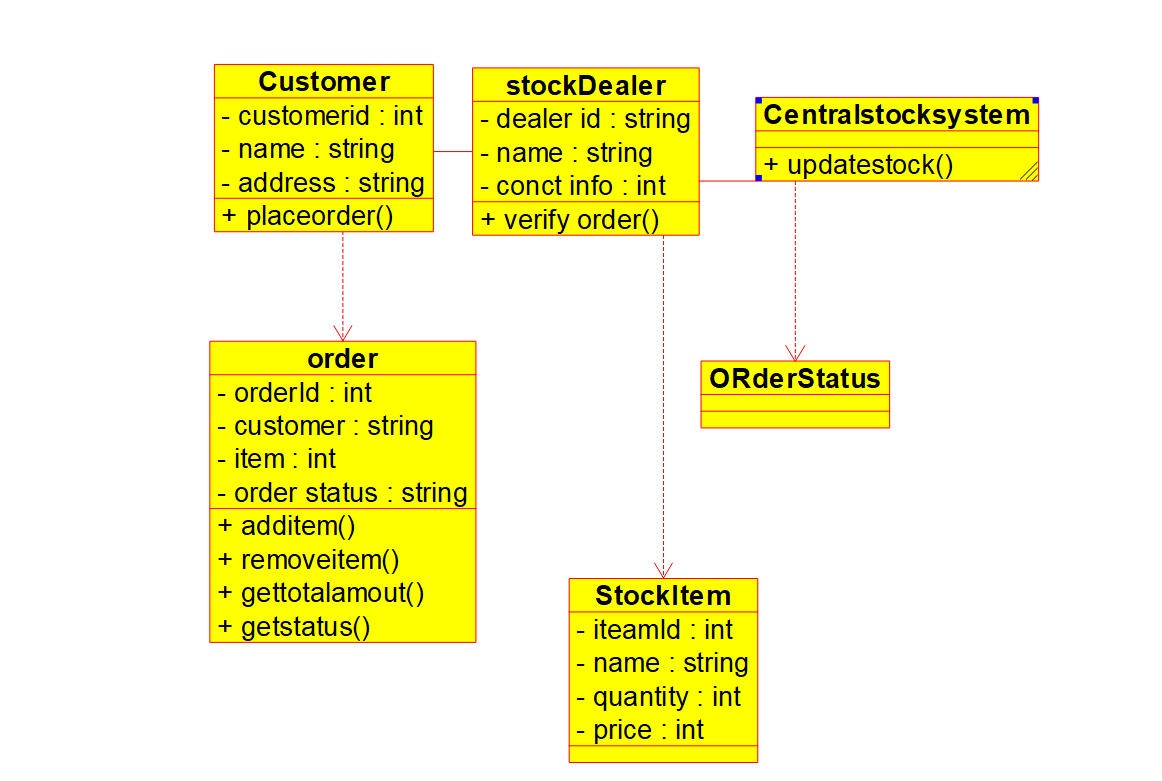 Customer
- customerid : int
- name : string
- address : string
+ placeorder()
stockDealer
- dealer id : string
- name : string
- conct info : int
+ verify order()
Centralstocksystem
+ updatestock()
order
- orderId : int
- customer : string
- item : int
- order status : string
+ additem()
+ removeitem()
+ gettotalamout()
+ getstatus()
ORderStatus
StockItem
- iteamId : int
- name : string
- quantity : int
- price : int